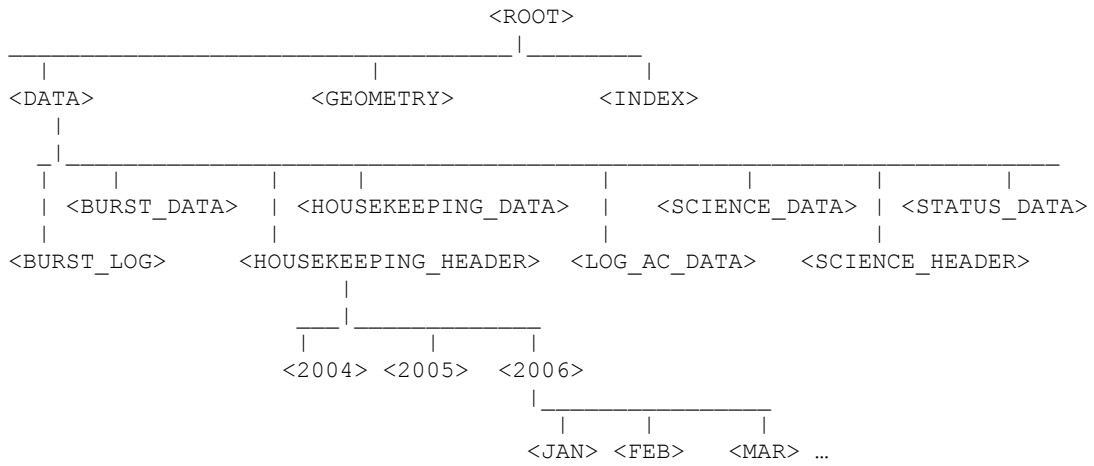 <ROOT>
<DATA> <GEOMETRY> <INDEX>
<BURST_DATA> <HOUSEKEEPING_DATA> <SCIENCE_DATA> <STATUS_DATA>
<BURST_LOG> <HOUSEKEEPING_HEADER> <LOG_AC_DATA> <SCIENCE_HEADER>
<2004> <2005> <2006>
<JAN> <FEB> <MAR> …